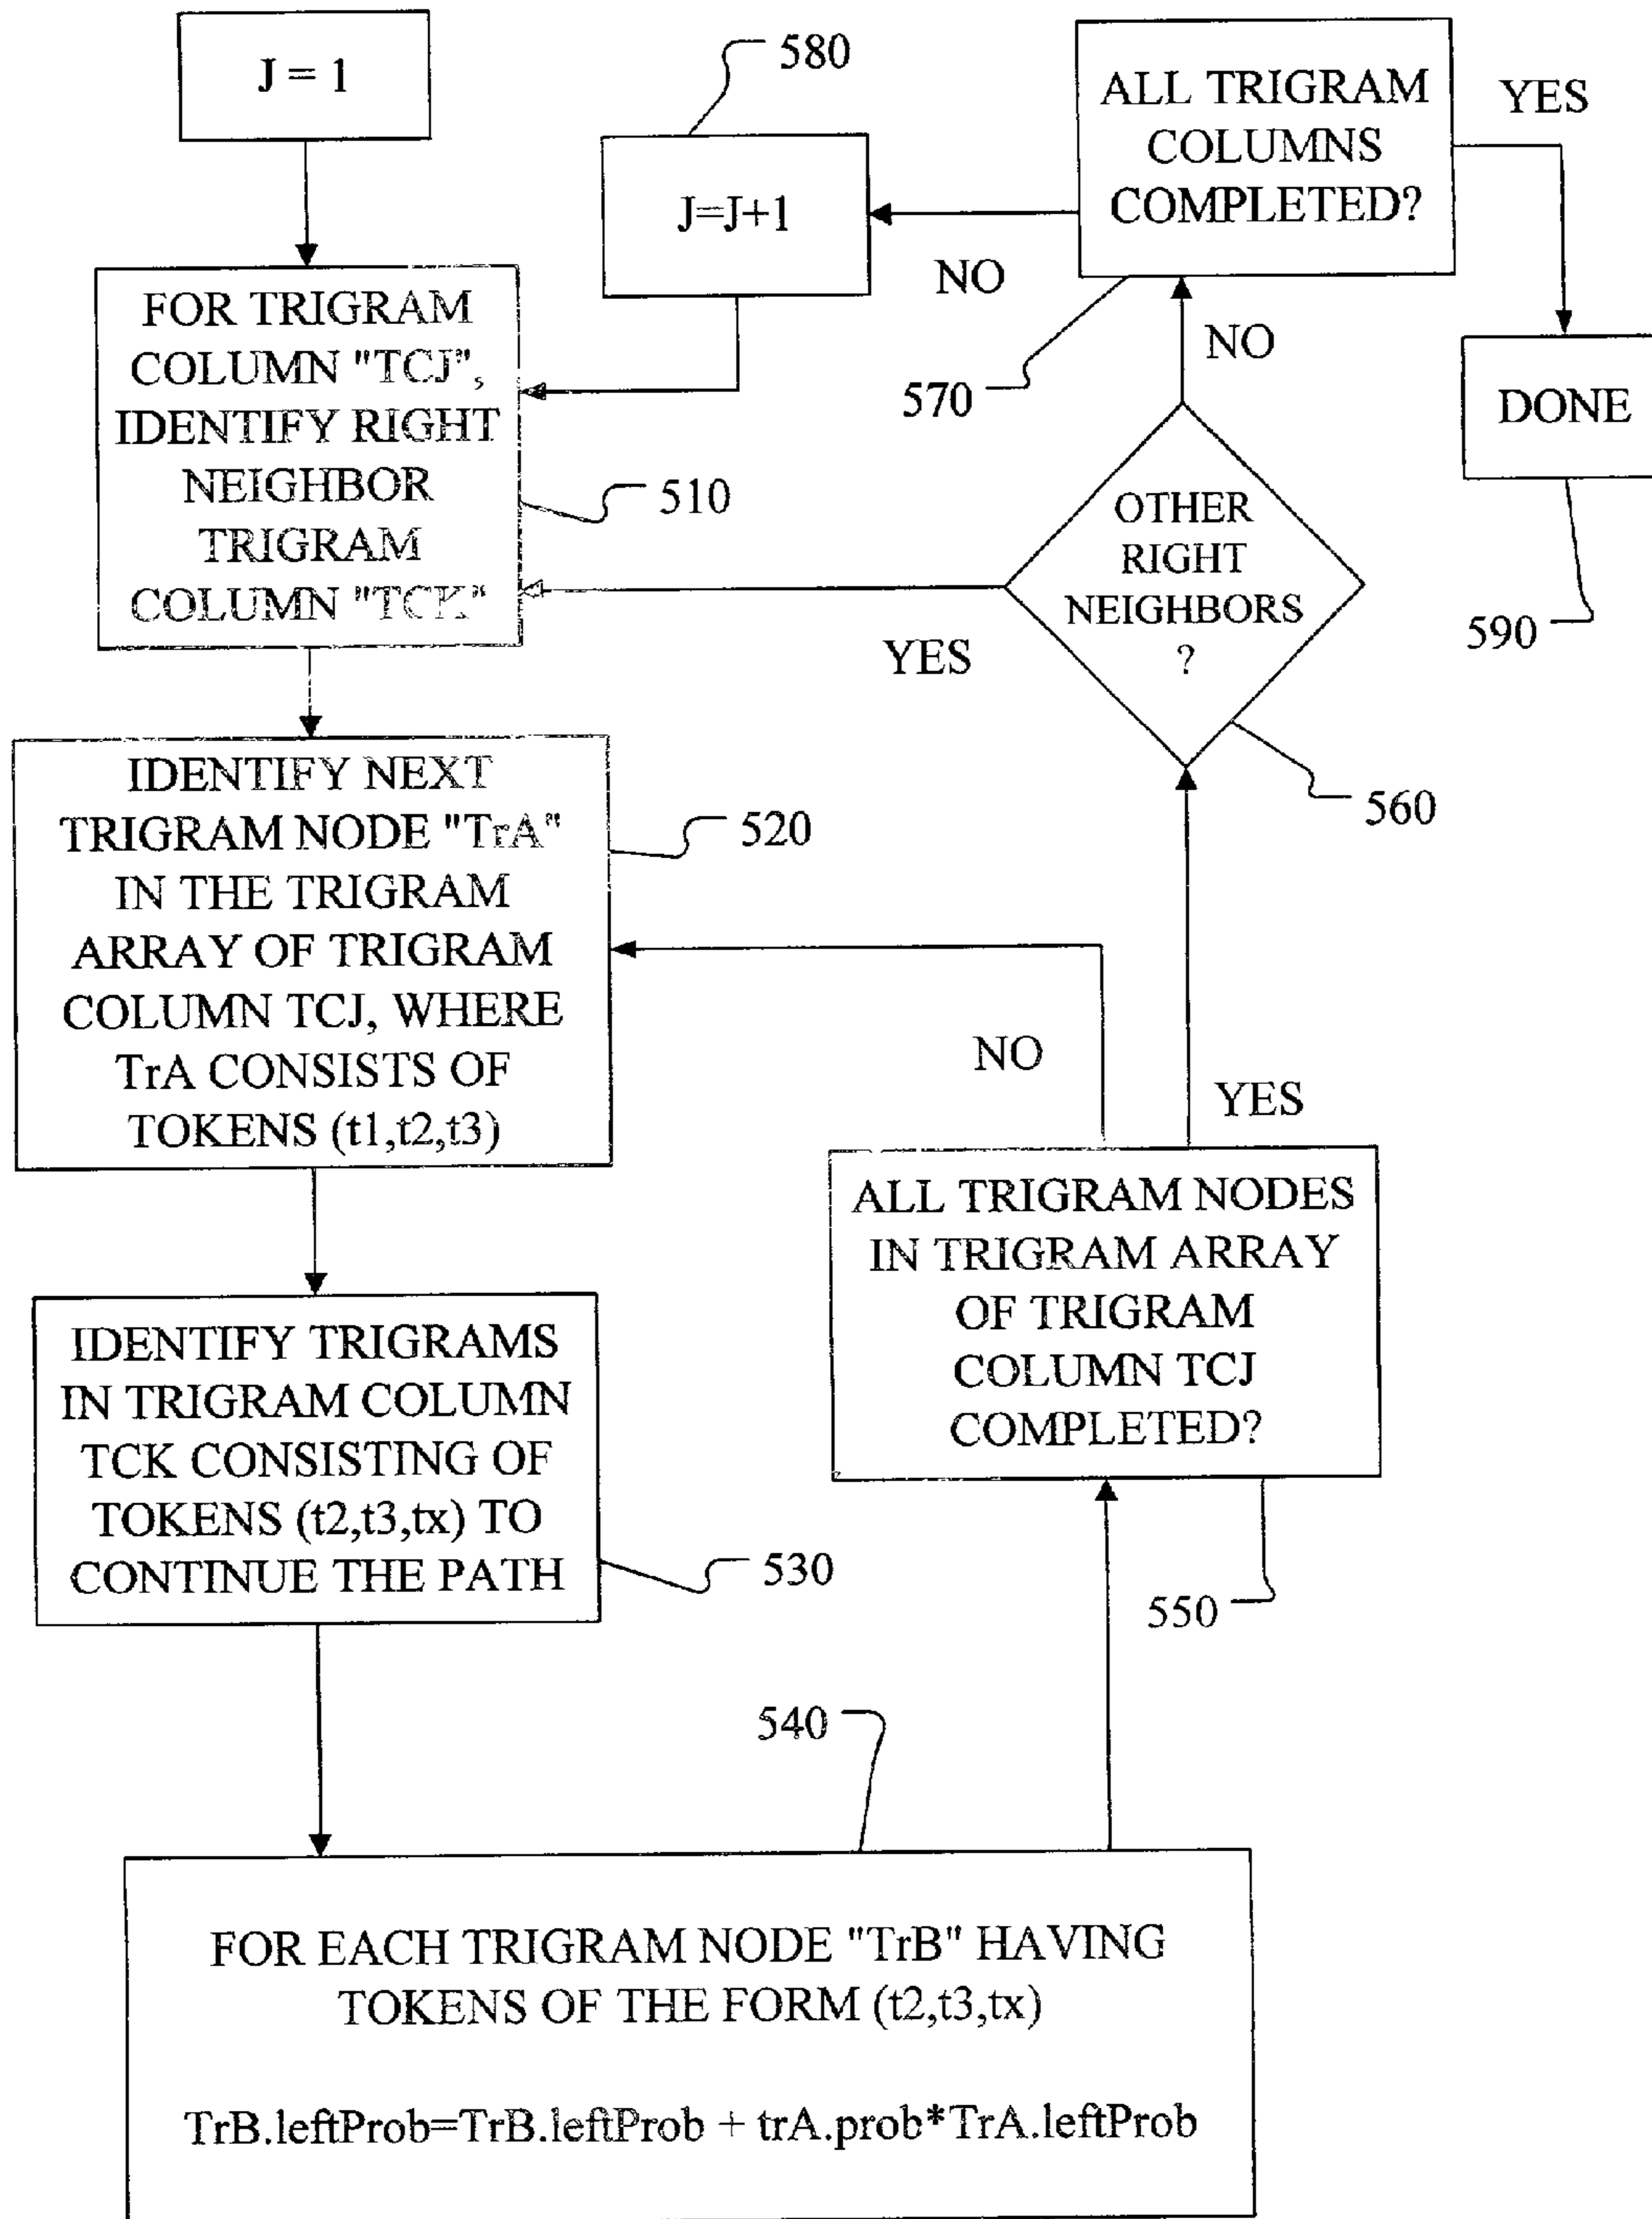 J = 1
580
J=J+1
ALL TRIGRAM
COLUMNS
COMPLETED?
YES
NO
570
NO
DONE
590
FOR TRIGRAM
COLUMN "TCJ",
IDENTIFY RIGHT
NEIGHBOR
TRIGRAM
COLUMN "TCK"
510
OTHER
RIGHT
NEIGHBORS
?
YES
560
IDENTIFY NEXT
TRIGRAM NODE "TrA"
IN THE TRIGRAM
ARRAY OF TRIGRAM
COLUMN TCJ, WHERE
TrA CONSISTS OF
TOKENS (t1,t2,t3)
520
NO
YES
IDENTIFY TRIGRAMS
IN TRIGRAM COLUMN
TCK CONSISTING OF
TOKENS (t2,t3,tx) TO
CONTINUE THE PATH
530
ALL TRIGRAM NODES
IN TRIGRAM ARRAY
OF TRIGRAM
COLUMN TCJ
COMPLETED?
550
540
FOR EACH TRIGRAM NODE "TrB" HAVING
TOKENS OF THE FORM (t2,t3,tx)
TrB.leftProb=TrB.leftProb + trA.prob*TrA.leftProb